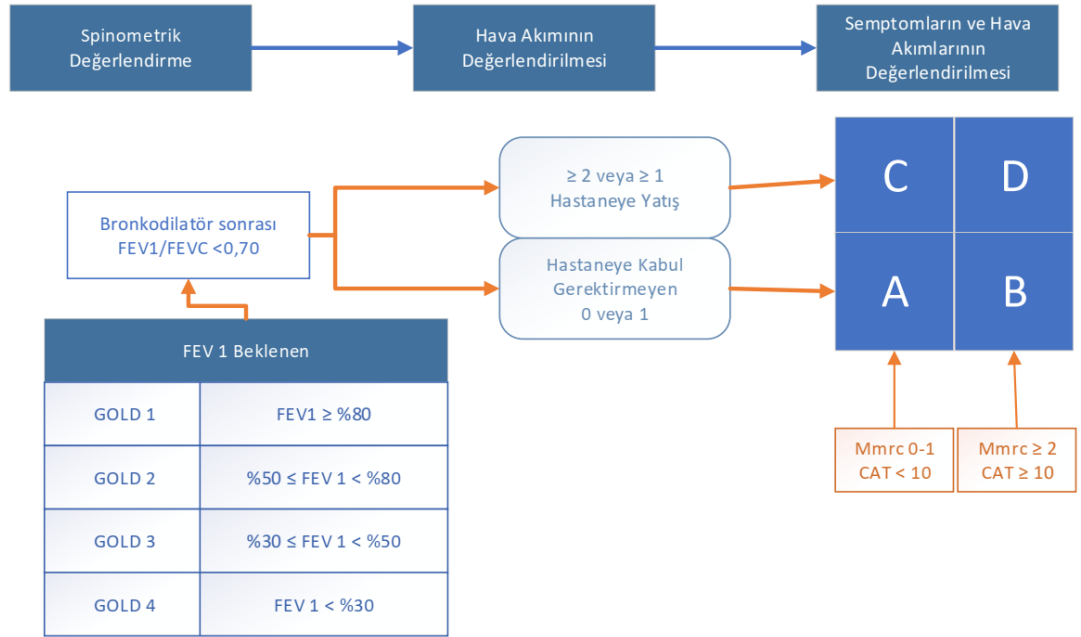 Spinometrik
Değerlendirme
Hava Akımının
Değerlendirilmesi
Semptomların ve Hava
Akımlarının
Değerlendirilmesi
Bronkodilatör sonrası
FEV1/FEVC <0,70
≥ 2 veya ≥ 1
Hastaneye Yatış
Hastaneye Kabul
Gerektirmeyen
0 veya 1
C
D
A
B
FEV 1 Beklenen
GOLD 1
FEV1 ≥ %80
GOLD 2
%50 ≤ FEV 1 < %80
GOLD 3
%30 ≤ FEV 1 < %50
GOLD 4
FEV 1 < %30
Mmrc 0-1
CAT < 10
Mmrc ≥ 2
CAT ≥ 10